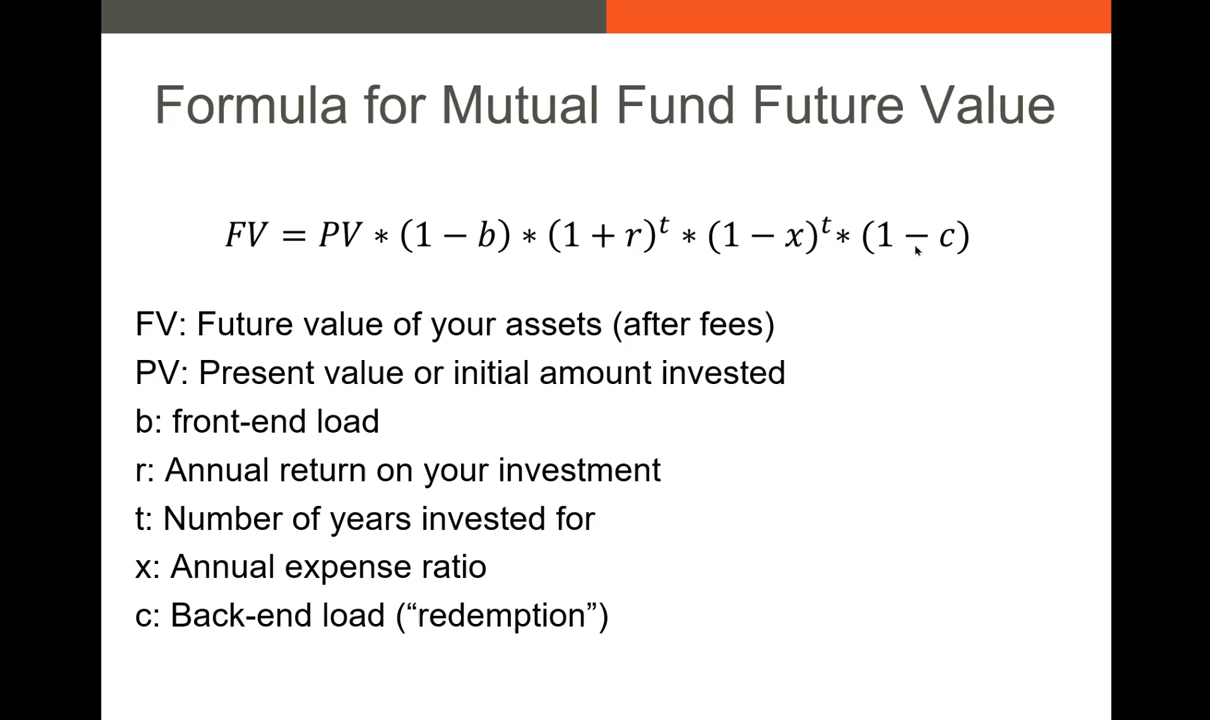 Formula for Mutual Fund Future Value
FV = PV * (1 − b) * (1 + r)^t * (1 − x)^t * (1 − c)
FV: Future value of your assets (after fees)
PV: Present value or initial amount invested
b: front-end load
r: Annual return on your investment
t: Number of years invested for
x: Annual expense ratio
c: Back-end load (“redemption”)